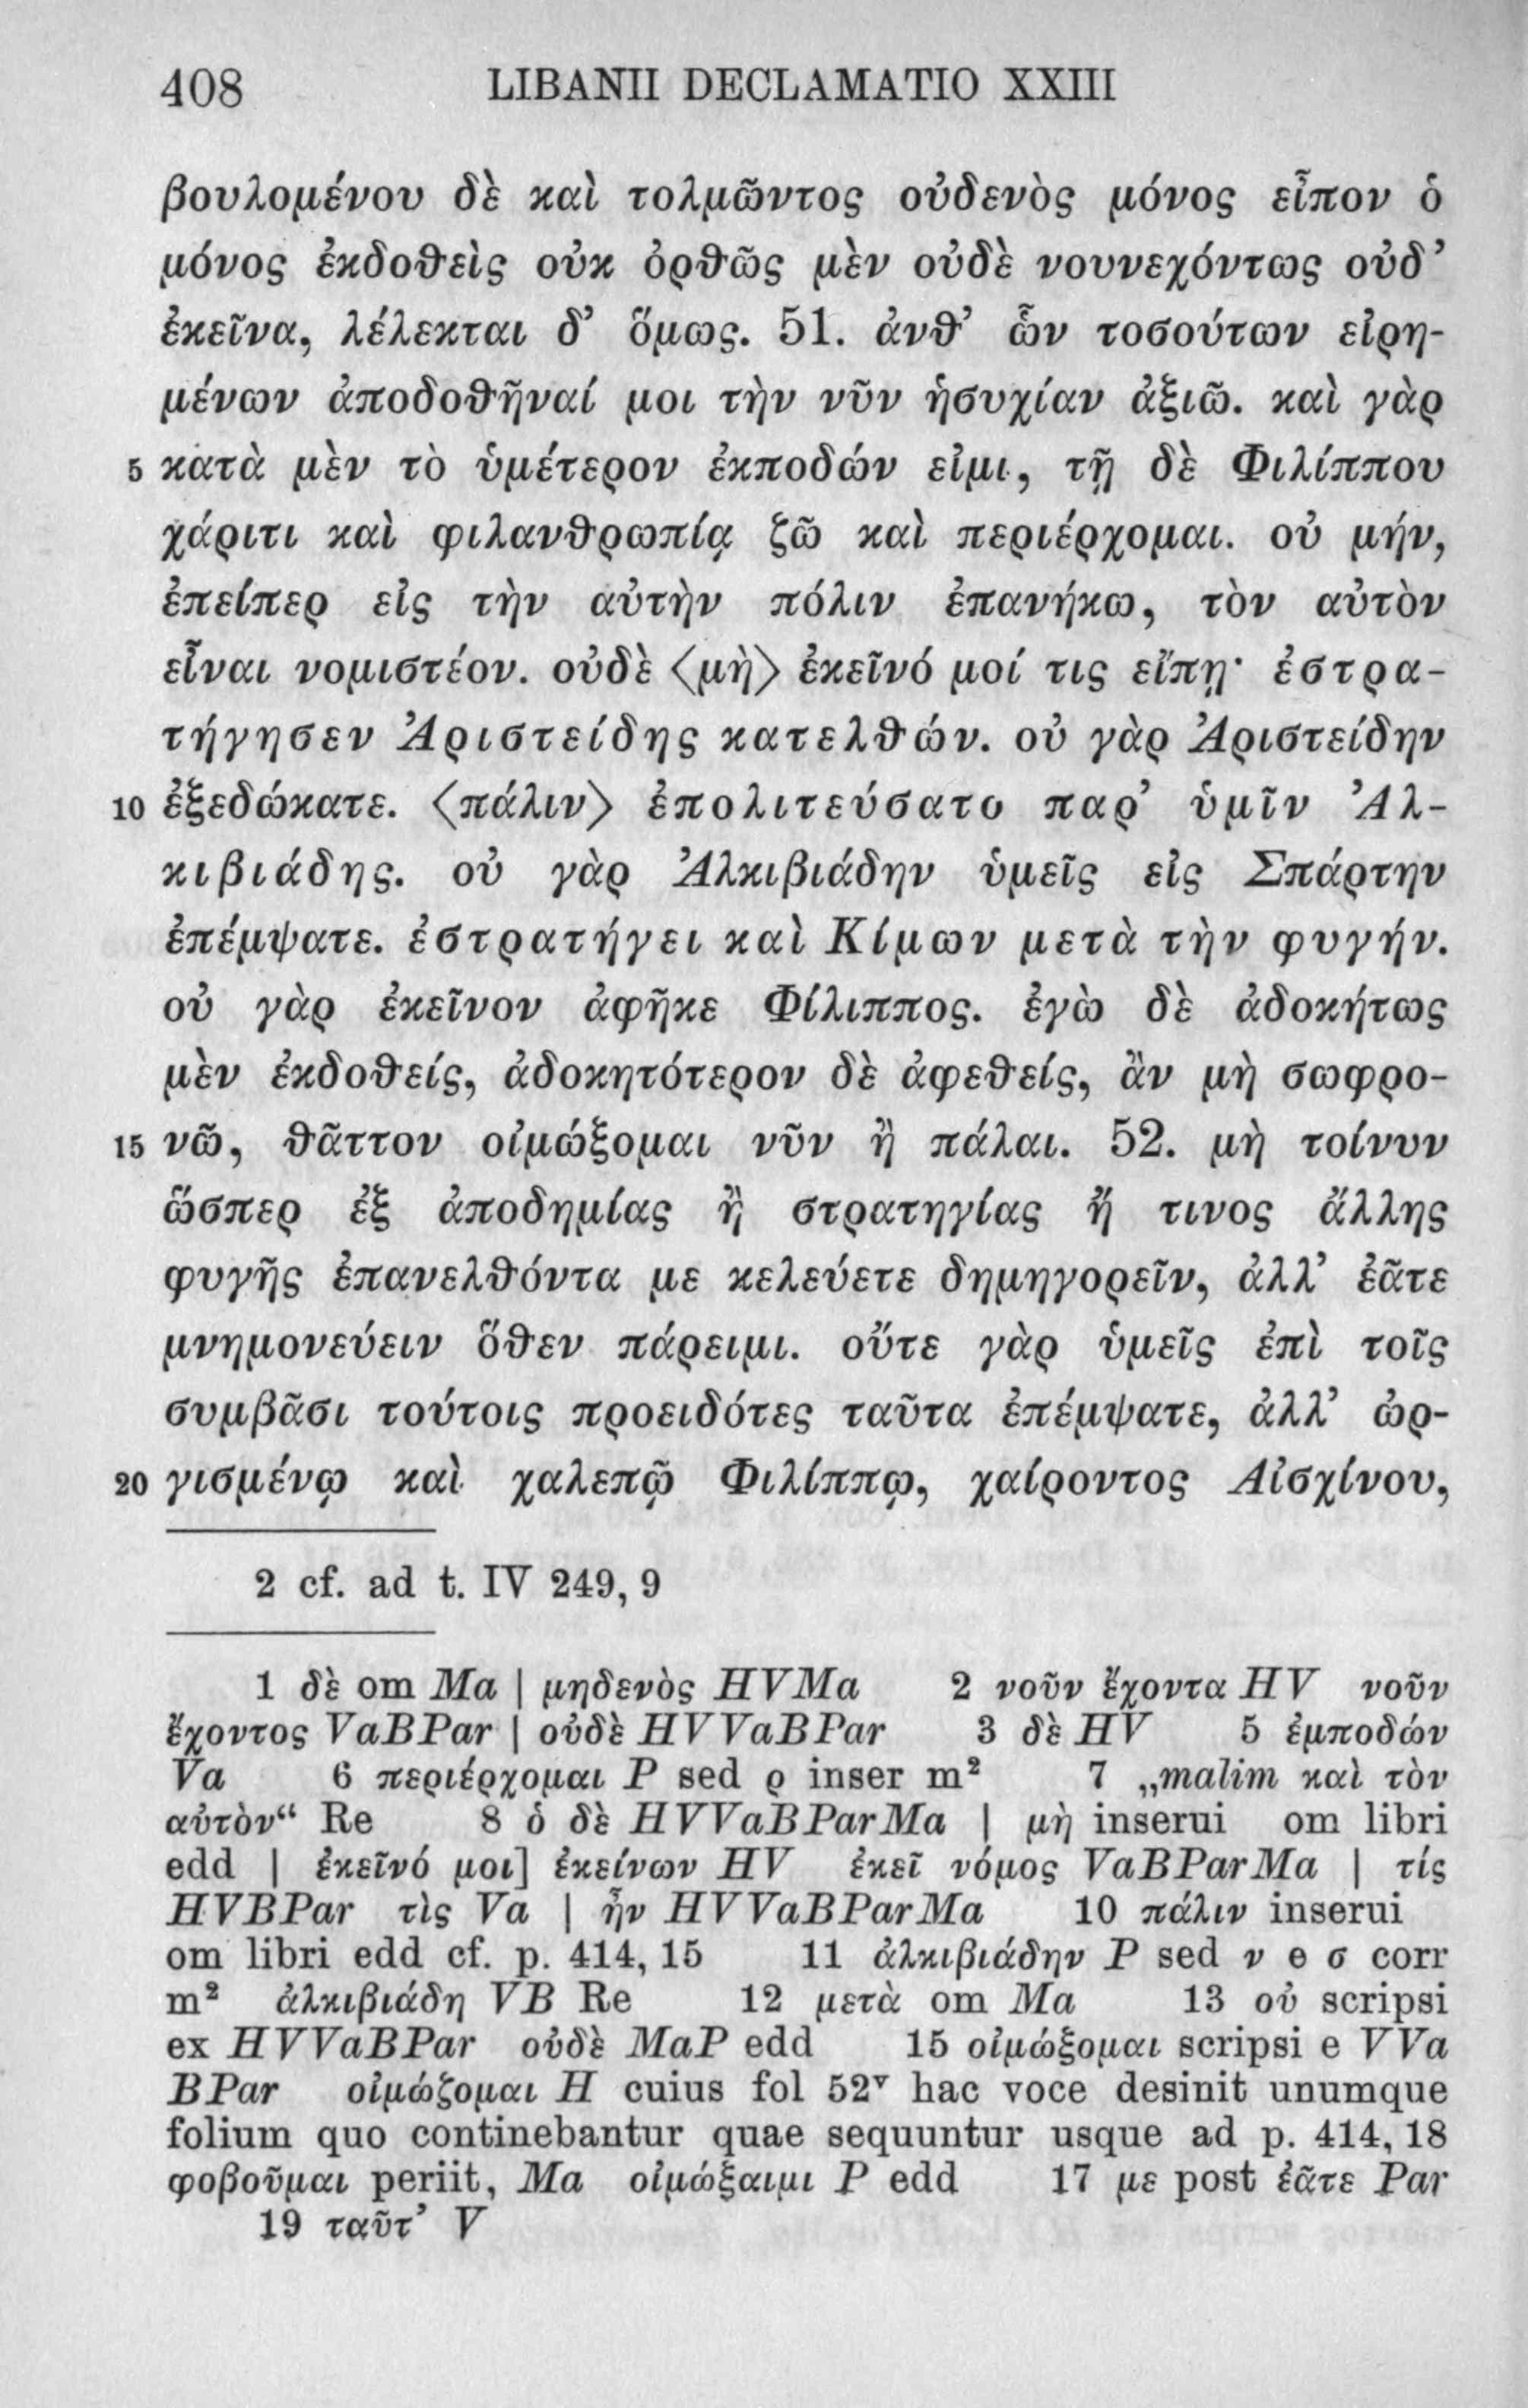 408 LIBANII DECLAMATIO XXIII
βουλομένου δὲ καὶ τολμῶντος οὐδενὸς μόνος εἶπον ὁ
μόνος ἐκδοθεὶς οὐκ ὀρθῶς μὲν οὐδὲ νουνεχόντως οὐδ’
ἐκεῖνα, λέλεκται δ’ ὅμως. 51. ἀνθ’ ὧν τοσούτων εἰρη-
μένων ἀποδοθῆναί μοι τὴν νῦν ἡσυχίαν ἀξιῶ. καὶ γὰρ
5 κατὰ μὲν τὸ ὑμέτερον ἐκποδών εἰμι, τῇ δὲ Φιλίππου
χάριτι καὶ φιλανθρωπίᾳ ζῶ καὶ περιέρχομαι. οὐ μήν,
ἐπείπερ εἰς τὴν αὐτὴν πόλιν ἐπανήκω, τὸν αὐτὸν
εἶναι νομιστέον. οὐδὲ ⟨μὴ⟩ ἐκεῖνό μοί τις εἴπῃ· ἐστρα-
τήγησεν Ἀριστείδης κατελθών. οὐ γὰρ Ἀριστείδην
10 ἐξεδώκατε. ⟨πάλιν⟩ ἐπολιτεύσατο παρ’ ὑμῖν Ἀλ-
κιβιάδης. οὐ γὰρ Ἀλκιβιάδην ὑμεῖς εἰς Σπάρτην
ἐπέμψατε. ἐστρατήγει καὶ Κίμων μετὰ τὴν φυγήν.
οὐ γὰρ ἐκεῖνον ἀφῆκε Φίλιππος. ἐγὼ δὲ ἀδοκήτως
μὲν ἐκδοθείς, ἀδοκητότερον δὲ ἀφεθείς, ἂν μὴ σωφρο-
15 νῶ, θᾶττον οἰμώξομαι νῦν ἢ πάλαι. 52. μὴ τοίνυν
ὥσπερ ἐξ ἀποδημίας ἢ στρατηγίας ἤ τινος ἄλλης
φυγῆς ἐπανελθόντα με κελεύετε δημηγορεῖν, ἀλλ’ ἐᾶτε
μνημονεύειν ὅθεν πάρειμι. οὔτε γὰρ ὑμεῖς ἐπὶ τοῖς
συμβᾶσι τούτοις προειδότες ταῦτα ἐπέμψατε, ἀλλ’ ὠρ-
20 γισμένῳ καὶ χαλεπῷ Φιλίππῳ, χαίροντος Αἰσχίνου,
2 cf. ad t. IV 249, 9
1 δὲ om Ma | μηδενὸς HVMa 2 νοῦν ἔχοντα HV νοῦν
ἔχοντος VaBPar | οὐδὲ HVVaBPar 3 δὲ HV 5 ἐμποδών
Va 6 περιέρχομαι P sed ρ inser m² 7 „malim καὶ τὸν
αὐτὸν“ Re 8 ὁ δὲ HVVaBParMa | μὴ inserui om libri
edd | ἐκεῖνό μοι] ἐκείνων HV ἐκεῖ νόμος VaBParMa | τίς
HVBPar τὶς Va | ἦν HVVaBParMa 10 πάλιν inserui
om libri edd cf. p. 414, 15 11 ἀλκιβιάδην P sed ν e σ corr
m² ἀλκιβιάδη VB Re 12 μετὰ om Ma 13 οὐ scripsi
ex HVVaBPar οὐδὲ MaP edd 15 οἰμώξομαι scripsi e VVa
BPar οἰμώζομαι H cuius fol 52ᵛ hac voce desinit unumque
folium quo continebantur quae sequuntur usque ad p. 414, 18
φοβοῦμαι periit, Ma οἰμώξαιμι P edd 17 με post ἐᾶτε Par
19 ταῦτ’ V